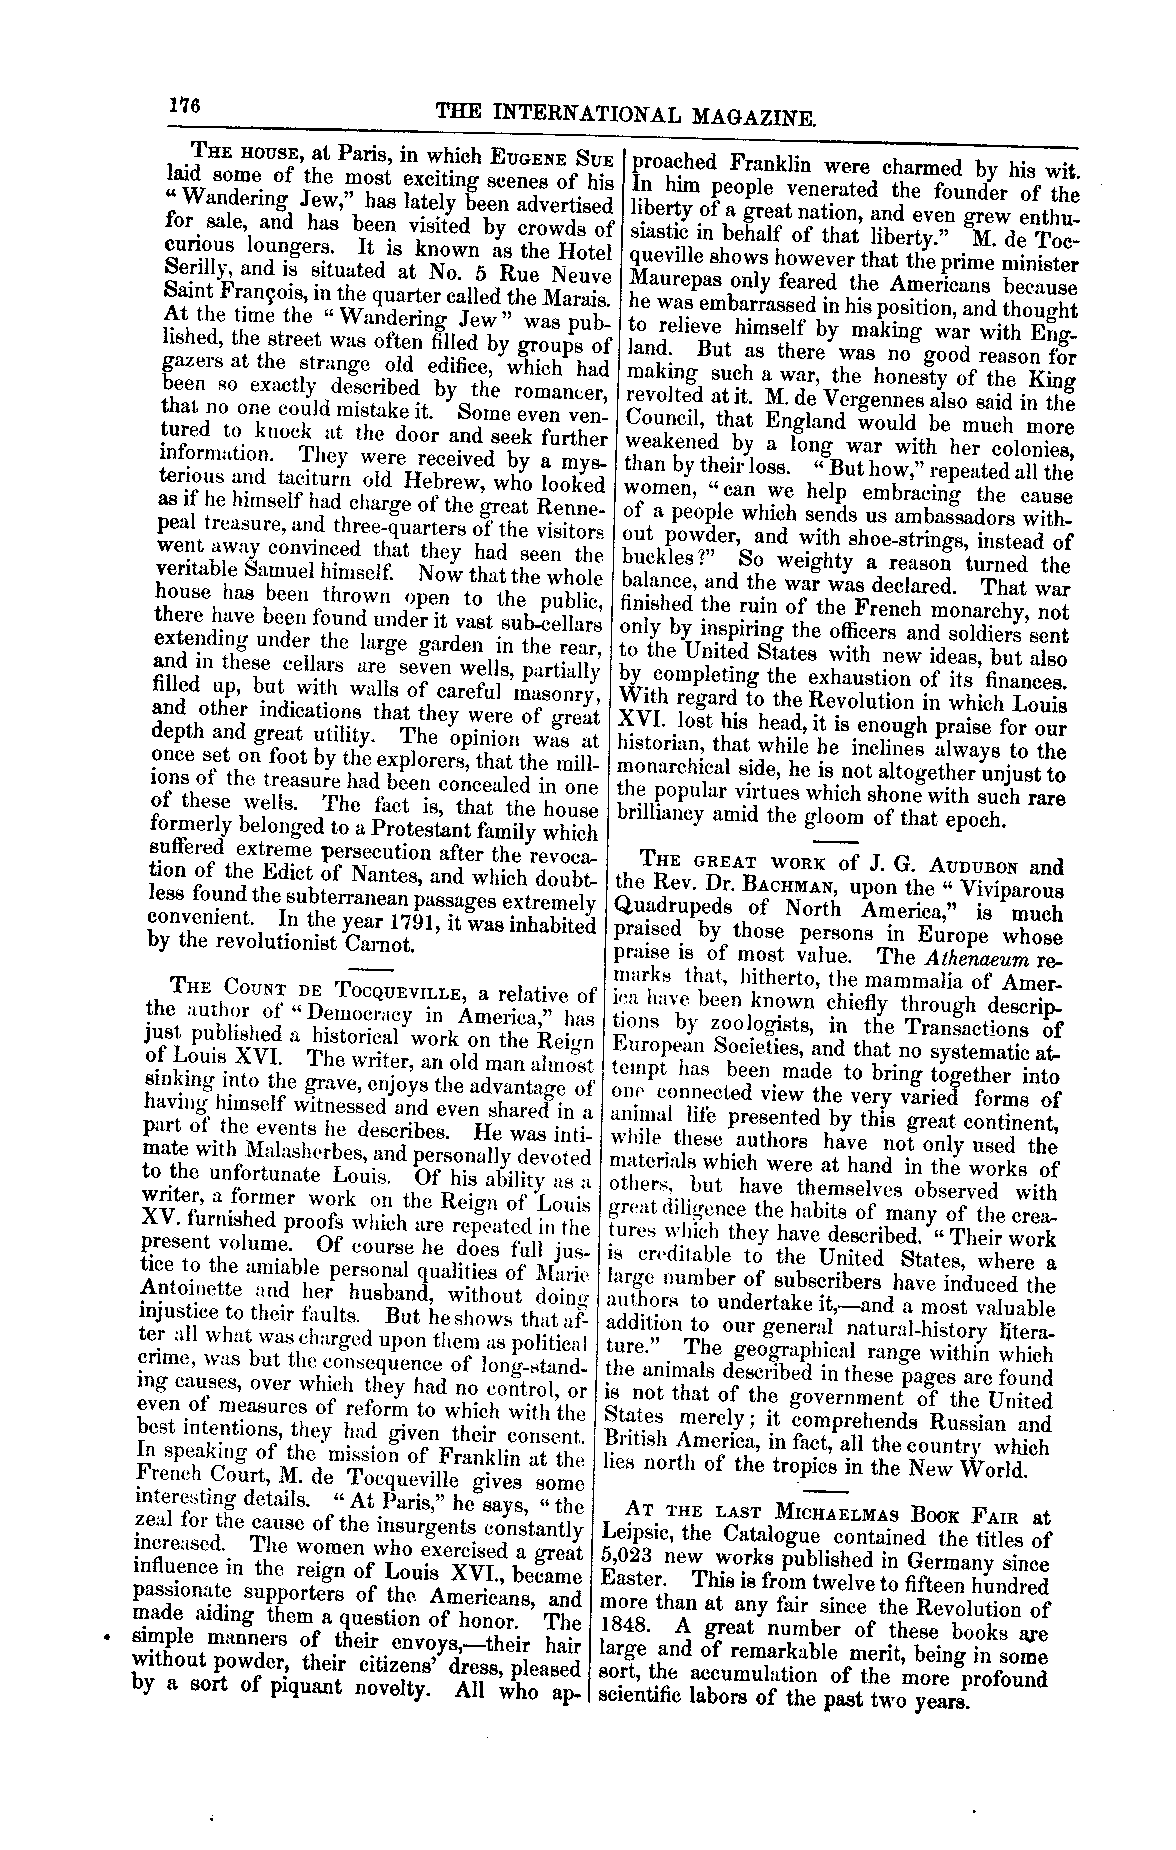 176
THE INTERNATIONAL MAGAZINE.
THE HOUSE, at Paris, in which EUGENE SUE
laid some of the most exciting scenes of his
“Wandering Jew,” has lately been advertised
for sale, and has been visited by crowds of
curious loungers. It is known as the Hotel
Serilly, and is situated at No. 5 Rue Neuve
Saint François, in the quarter called the Marais.
At the time the “Wandering Jew” was pub-
lished, the street was often filled by groups of
gazers at the strange old edifice, which had
been so exactly described by the romancer,
that no one could mistake it. Some even ven-
tured to knock at the door and seek further
information. They were received by a mys-
terious and taciturn old Hebrew, who looked
as if he himself had charge of the great Renne-
peal treasure, and three-quarters of the visitors
went away convinced that they had seen the
veritable Samuel himself. Now that the whole
house has been thrown open to the public,
there have been found under it vast sub-cellars
extending under the large garden in the rear,
and in these cellars are seven wells, partially
filled up, but with walls of careful masonry,
and other indications that they were of great
depth and great utility. The opinion was at
once set on foot by the explorers, that the mill-
ions of the treasure had been concealed in one
of these wells. The fact is, that the house
formerly belonged to a Protestant family which
suffered extreme persecution after the revoca-
tion of the Edict of Nantes, and which doubt-
less found the subterranean passages extremely
convenient. In the year 1791, it was inhabited
by the revolutionist Carnot.
THE COUNT DE TOCQUEVILLE, a relative of
the author of “Democracy in America,” has
just published a historical work on the Reign
of Louis XVI. The writer, an old man almost
sinking into the grave, enjoys the advantage of
having himself witnessed and even shared in a
part of the events he describes. He was inti-
mate with Malasherbes, and personally devoted
to the unfortunate Louis. Of his ability as a
writer, a former work on the Reign of Louis
XV. furnished proofs which are repeated in the
present volume. Of course he does full jus-
tice to the amiable personal qualities of Marie
Antoinette and her husband, without doing
injustice to their faults. But he shows that af-
ter all what was charged upon them as political
crime, was but the consequence of long-stand-
ing causes, over which they had no control, or
even of measures of reform to which with the
best intentions, they had given their consent.
In speaking of the mission of Franklin at the
French Court, M. de Tocqueville gives some
interesting details. “At Paris,” he says, “the
zeal for the cause of the insurgents constantly
increased. The women who exercised a great
influence in the reign of Louis XVI., became
passionate supporters of the Americans, and
made aiding them a question of honor. The
simple manners of their envoys,—their hair
without powder, their citizens’ dress, pleased
by a sort of piquant novelty. All who ap-
proached Franklin were charmed by his wit.
In him people venerated the founder of the
liberty of a great nation, and even grew enthu-
siastic in behalf of that liberty.” M. de Toc-
queville shows however that the prime minister
Maurepas only feared the Americans because
he was embarrassed in his position, and thought
to relieve himself by making war with Eng-
land. But as there was no good reason for
making such a war, the honesty of the King
revolted at it. M. de Vergennes also said in the
Council, that England would be much more
weakened by a long war with her colonies,
than by their loss. “But how,” repeated all the
women, “can we help embracing the cause
of a people which sends us ambassadors with-
out powder, and with shoe-strings, instead of
buckles?” So weighty a reason turned the
balance, and the war was declared. That war
finished the ruin of the French monarchy, not
only by inspiring the officers and soldiers sent
to the United States with new ideas, but also
by completing the exhaustion of its finances.
With regard to the Revolution in which Louis
XVI. lost his head, it is enough praise for our
historian, that while he inclines always to the
monarchical side, he is not altogether unjust to
the popular virtues which shone with such rare
brilliancy amid the gloom of that epoch.
THE GREAT WORK of J. G. AUDUBON and
the Rev. Dr. BACHMAN, upon the “Viviparous
Quadrupeds of North America,” is much
praised by those persons in Europe whose
praise is of most value. The Athenaeum re-
marks that, hitherto, the mammalia of Amer-
ica have been known chiefly through descrip-
tions by zoologists, in the Transactions of
European Societies, and that no systematic at-
tempt has been made to bring together into
one connected view the very varied forms of
animal life presented by this great continent,
while these authors have not only used the
materials which were at hand in the works of
others, but have themselves observed with
great diligence the habits of many of the crea-
tures which they have described. “Their work
is creditable to the United States, where a
large number of subscribers have induced the
authors to undertake it,—and a most valuable
addition to our general natural-history litera-
ture.” The geographical range within which
the animals described in these pages are found
is not that of the government of the United
States merely; it comprehends Russian and
British America, in fact, all the country which
lies north of the tropics in the New World.
AT THE LAST MICHAELMAS BOOK FAIR at
Leipsic, the Catalogue contained the titles of
5,023 new works published in Germany since
Easter. This is from twelve to fifteen hundred
more than at any fair since the Revolution of
1848. A great number of these books are
large and of remarkable merit, being in some
sort, the accumulation of the more profound
scientific labors of the past two years.